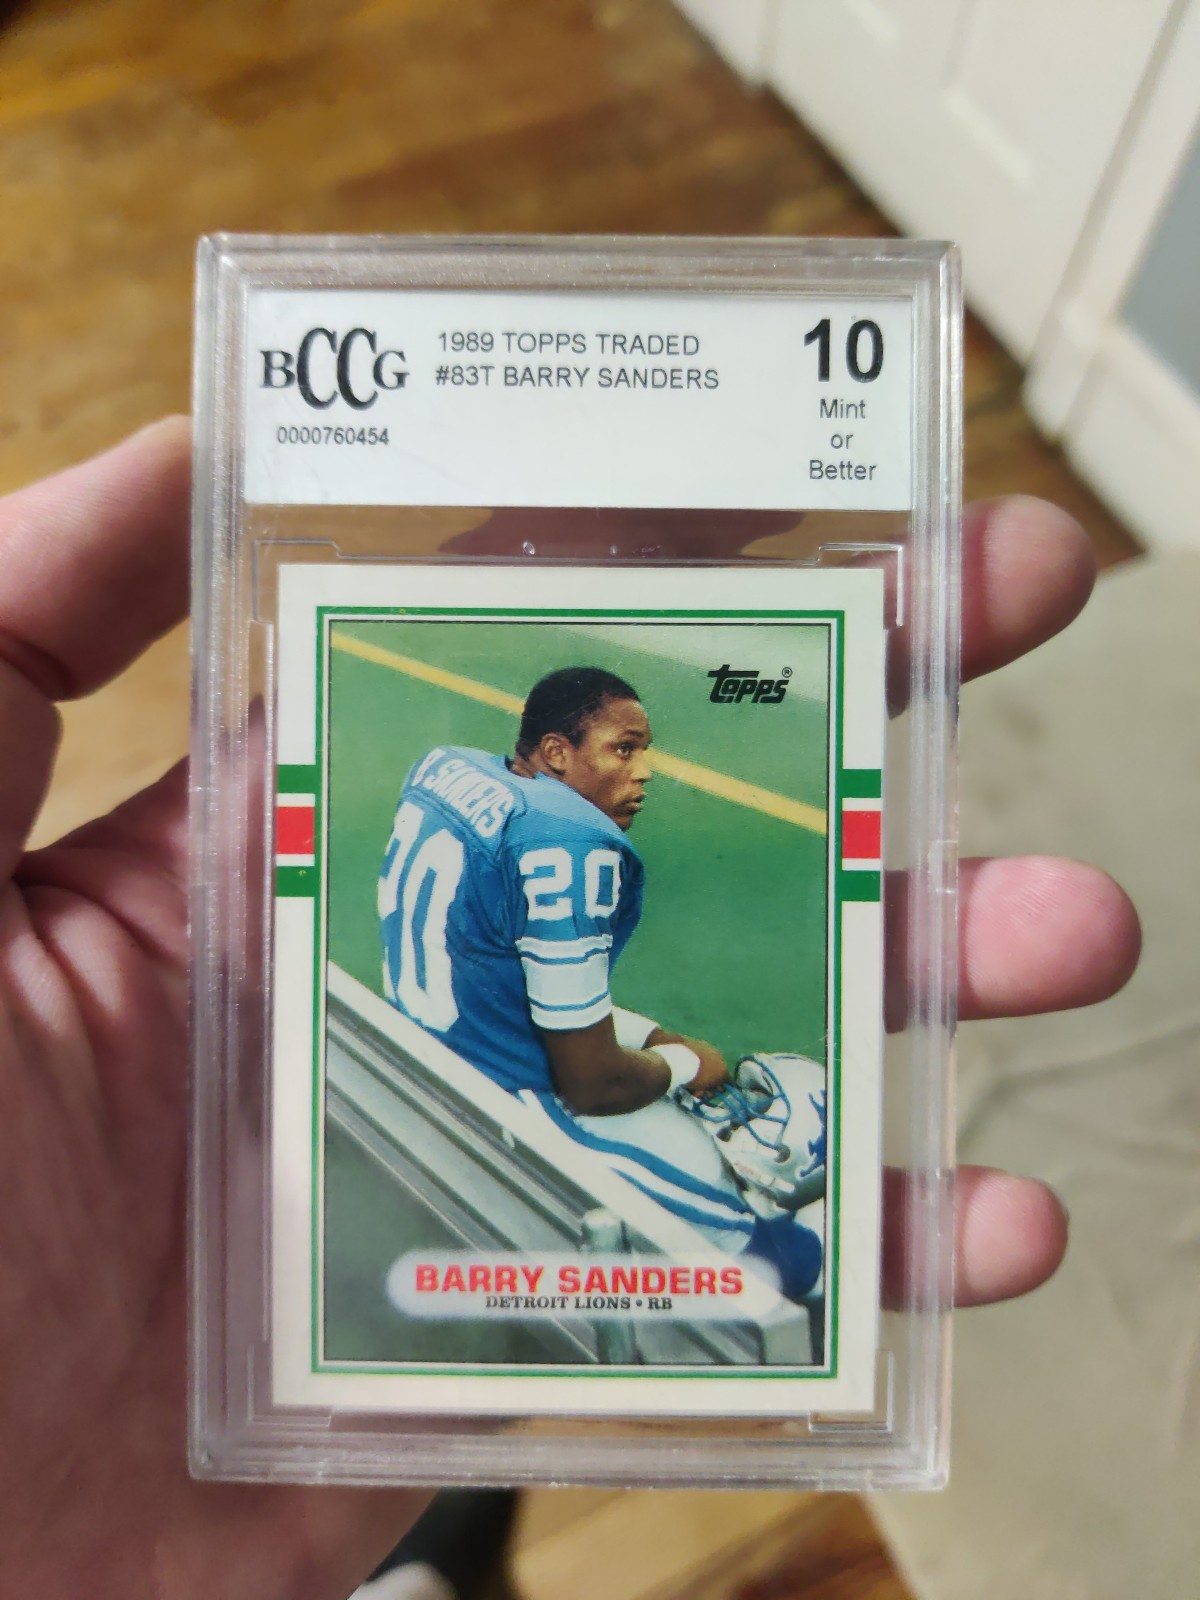 BCCG
0000760454
1989 TOPPS TRADED
#83T BARRY SANDERS
10
Mint
or
Better
topps®
B SANDERS
20
20
BARRY SANDERS
DETROIT LIONS • RB